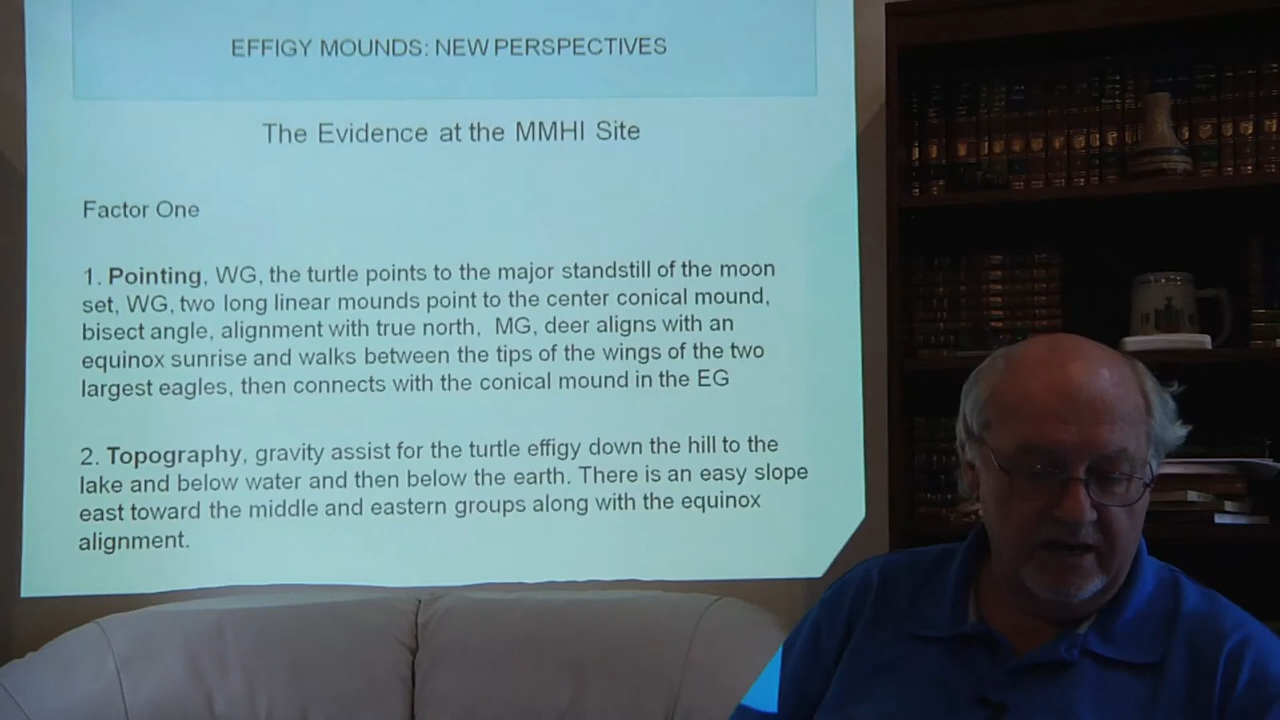 EFFIGY MOUNDS: NEW PERSPECTIVES
The Evidence at the MMHI Site
Factor One
1. Pointing, WG, the turtle points to the major standstill of the moon
set, WG, two long linear mounds point to the center conical mound,
bisect angle, alignment with true north, MG, deer aligns with an
equinox sunrise and walks between the tips of the wings of the two
largest eagles, then connects with the conical mound in the EG
2. Topography, gravity assist for the turtle effigy down the hill to the
lake and below water and then below the earth. There is an easy slope
east toward the middle and eastern groups along with the equinox
alignment.